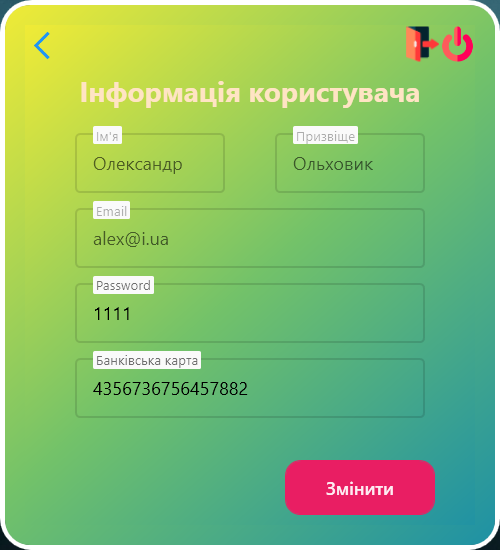 Інформація користувача
Ім'я
Призвіще
Олександр
Ольховик
Email
alex@i.ua
Password
1111
Банківська карта
4356736756457882
Змінити